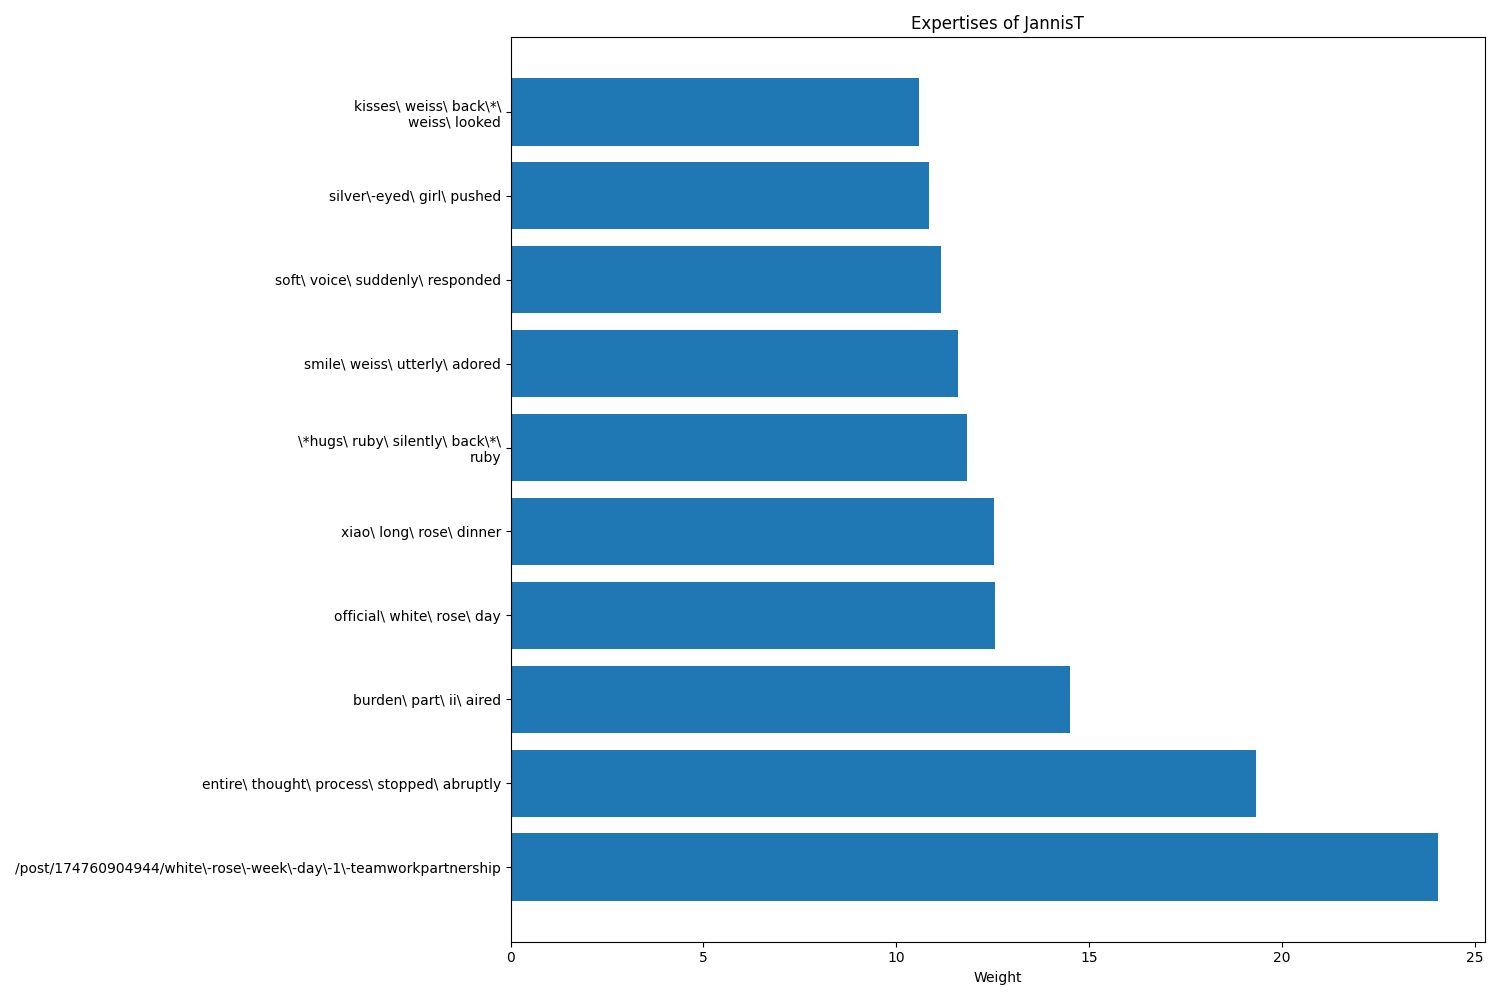 Expertises of JannisT
kisses\ weiss\ back\*\
weiss\ looked
silver\-eyed\ girl\ pushed
soft\ voice\ suddenly\ responded
smile\ weiss\ utterly\ adored
\*hugs\ ruby\ silently\ back\*\
ruby
xiao\ long\ rose\ dinner
official\ white\ rose\ day
burden\ part\ ii\ aired
entire\ thought\ process\ stopped\ abruptly
/post/174760904944/white\-rose\-week\-day\-1\-teamworkpartnership
0 5 10 15 20 25
Weight